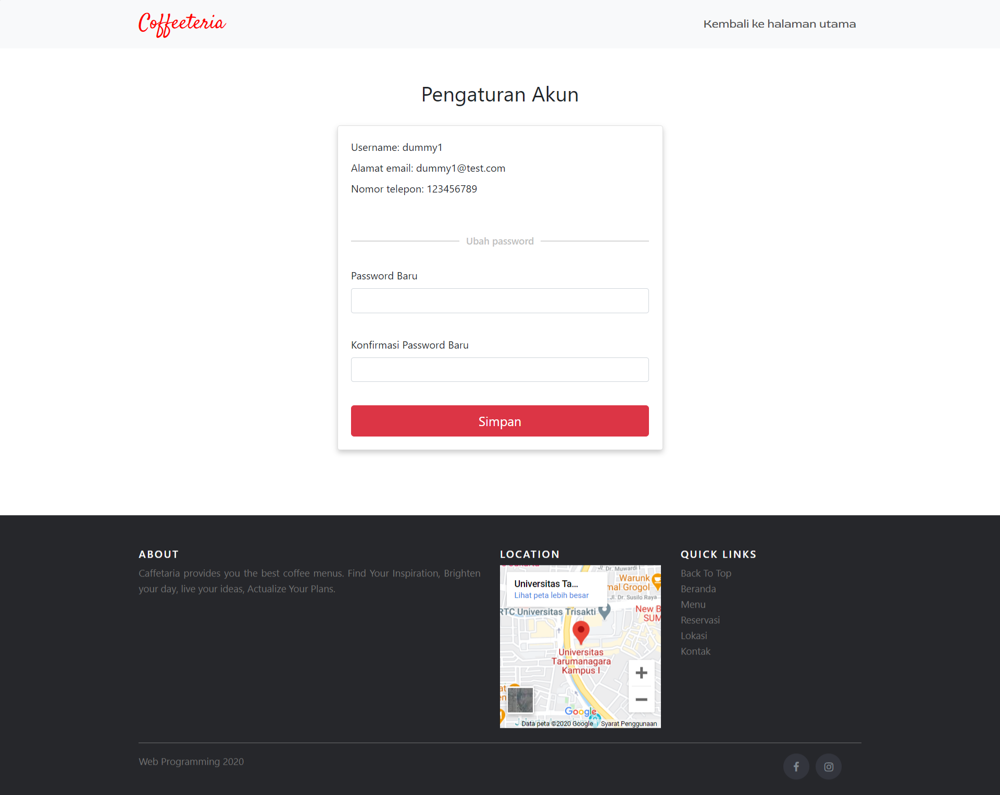 Coffeeteria
Kembali ke halaman utama
Pengaturan Akun
Username: dummy1
Alamat email: dummy1@test.com
Nomor telepon: 123456789
Ubah password
Password Baru
Konfirmasi Password Baru
Simpan
ABOUT
Caffetaria provides you the best coffee menus. Find Your Inspiration, Brighten
your day, live your ideas, Actualize Your Plans.
LOCATION
Jl. Dr. Muwardi I
Universitas Ta...
Lihat peta lebih besar
Warunk
mal Grogol
Jl. Dr. Susilo Raya
RTC Universitas Trisakti
New B
SUM
Universitas
Tarumanagara
Kampus I
at
en
Google
Data peta ©2020 Google
Syarat Penggunaan
QUICK LINKS
Back To Top
Beranda
Menu
Reservasi
Lokasi
Kontak
Web Programming 2020